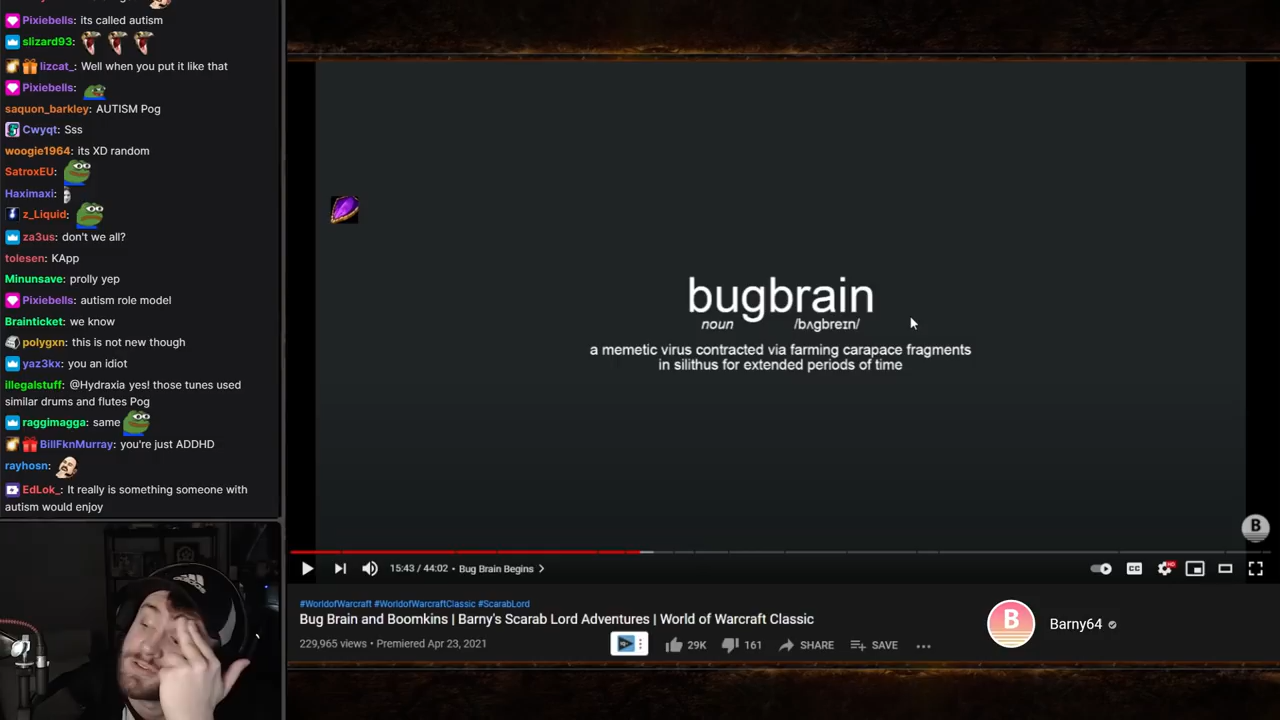 Pixiebells: its called autism
slizard93:
lizcat_: Well when you put it like that
Pixiebells:
saquon_barkley: AUTISM Pog
Cwyqt: Sss
woogie1964: its XD random
SatroxEU:
Haximaxi:
z_Liquid:
za3us: don't we all?
tolesen: KApp
Minunsave: prolly yep
Pixiebells: autism role model
Brainticket: we know
polygxn: this is not new though
yaz3kx: you an idiot
illegalstuff: @Hydraxia yes! those tunes used
similar drums and flutes Pog
raggimagga: same
BillFknMurray: you're just ADDHD
rayhosn:
EdLok_: It really is something someone with
autism would enjoy
bugbrain
noun /bʌgbreɪn/
a memetic virus contracted via farming carapace fragments
in silithus for extended periods of time
B
15:43 / 44:02 • Bug Brain Begins
CC
HD
#WorldofWarcraft #WorldofWarcraftClassic #ScarabLord
Bug Brain and Boomkins | Barny's Scarab Lord Adventures | World of Warcraft Classic
229,965 views • Premiered Apr 23, 2021
29K
161
SHARE
SAVE
B
Barny64
adidas